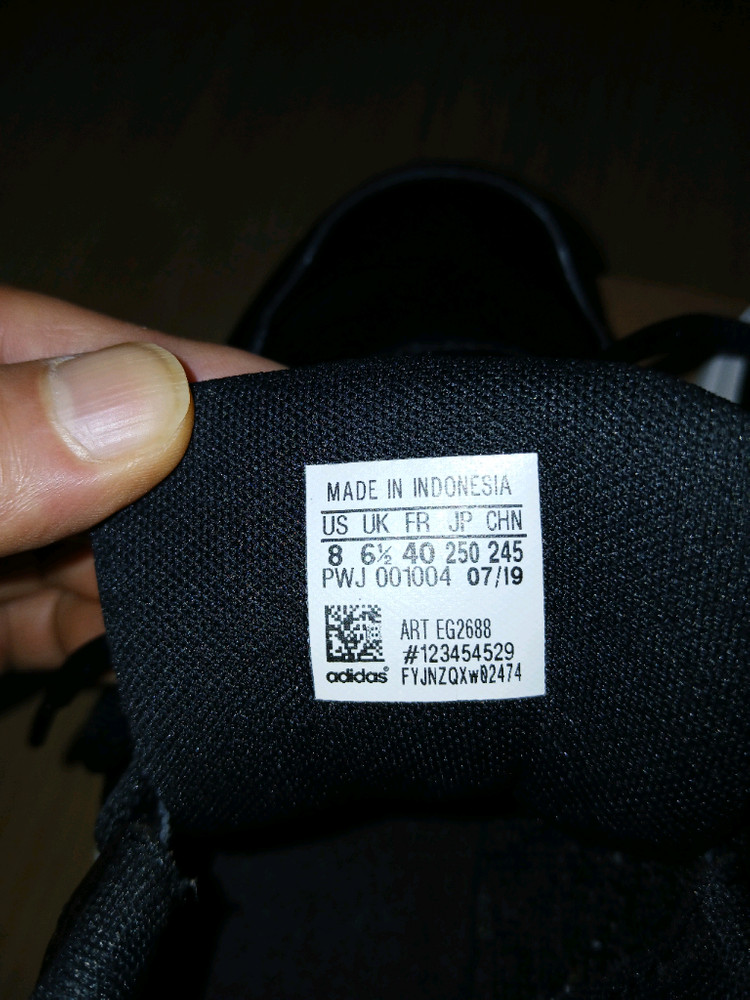 MADE IN INDONESIA
US UK FR JP CHN
8 6½ 40 250 245
PWJ 001004 07/19
ART EG2688
#123454529
adidas® FYJNZQXw02474